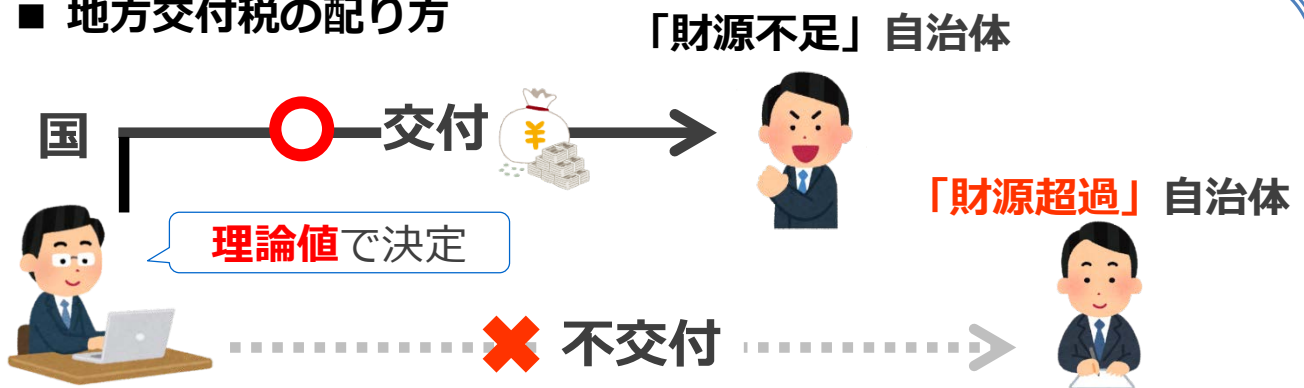 ■ 地方交付税の配り方
「財源不足」自治体
国
交付
¥
「財源超過」自治体
理論値で決定
不交付